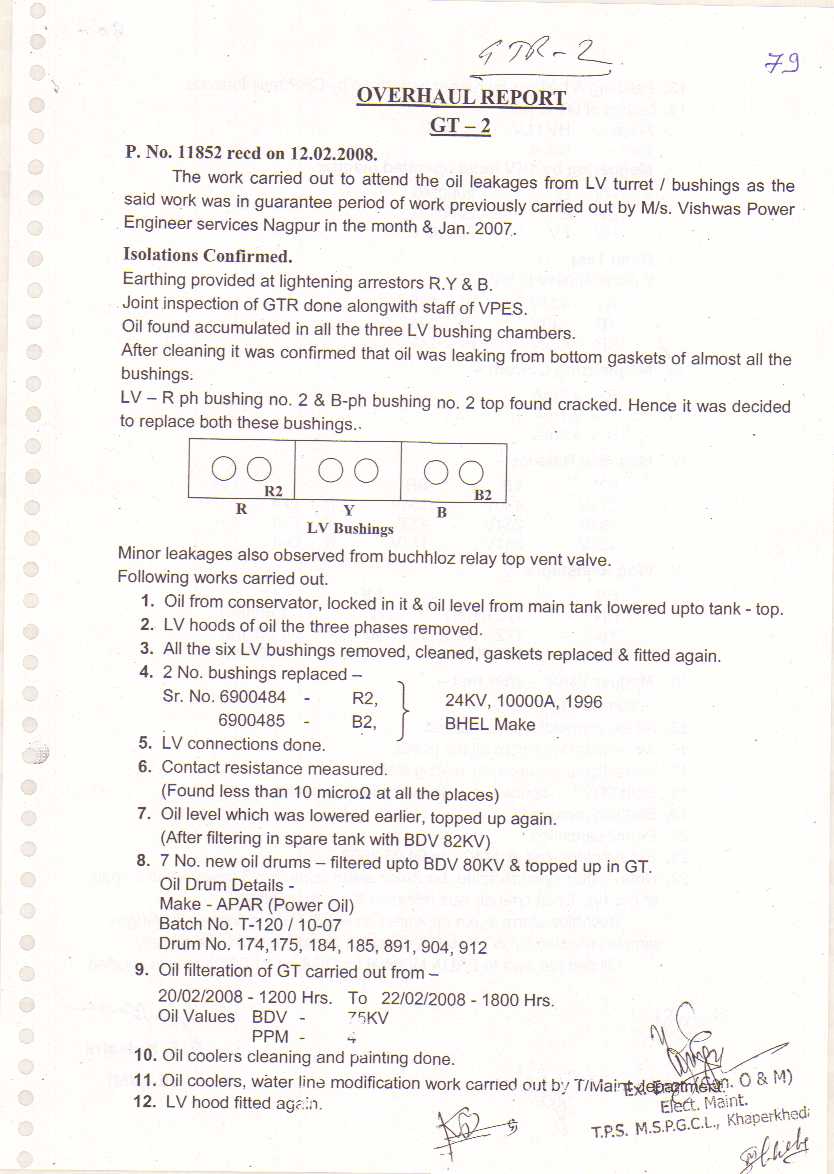 GTR-2
79
OVERHAUL REPORT
GT – 2
P. No. 11852 recd on 12.02.2008.
The work carried out to attend the oil leakages from LV turret / bushings as the
said work was in guarantee period of work previously carried out by M/s. Vishwas Power
Engineer services Nagpur in the month & Jan. 2007.
Isolations Confirmed.
Earthing provided at lightening arrestors R.Y & B.
Joint inspection of GTR done alongwith staff of VPES.
Oil found accumulated in all the three LV bushing chambers.
After cleaning it was confirmed that oil was leaking from bottom gaskets of almost all the
bushings.
LV – R ph bushing no. 2 & B-ph bushing no. 2 top found cracked. Hence it was decided
to replace both these bushings..
R2 B2
R Y B
LV Bushings
Minor leakages also observed from buchhloz relay top vent valve.
Following works carried out.
1. Oil from conservator, locked in it & oil level from main tank lowered upto tank - top.
2. LV hoods of oil the three phases removed.
3. All the six LV bushings removed, cleaned, gaskets replaced & fitted again.
4. 2 No. bushings replaced –
Sr. No. 6900484 - R2, 24KV, 10000A, 1996
6900485 - B2, BHEL Make
5. LV connections done.
6. Contact resistance measured.
(Found less than 10 microΩ at all the places)
7. Oil level which was lowered earlier, topped up again.
(After filtering in spare tank with BDV 82KV)
8. 7 No. new oil drums – filtered upto BDV 80KV & topped up in GT.
Oil Drum Details -
Make - APAR (Power Oil)
Batch No. T-120 / 10-07
Drum No. 174,175, 184, 185, 891, 904, 912
9. Oil filteration of GT carried out from –
20/02/2008 - 1200 Hrs. To 22/02/2008 - 1800 Hrs.
Oil Values BDV - 75KV
PPM - 4
10. Oil coolers cleaning and painting done.
11. Oil coolers, water line modification work carried out by T/Maint department.
12. LV hood fitted again.
O & M)
Elect. Maint.
T.P.S. M.S.P.G.C.L., Khaperkheda